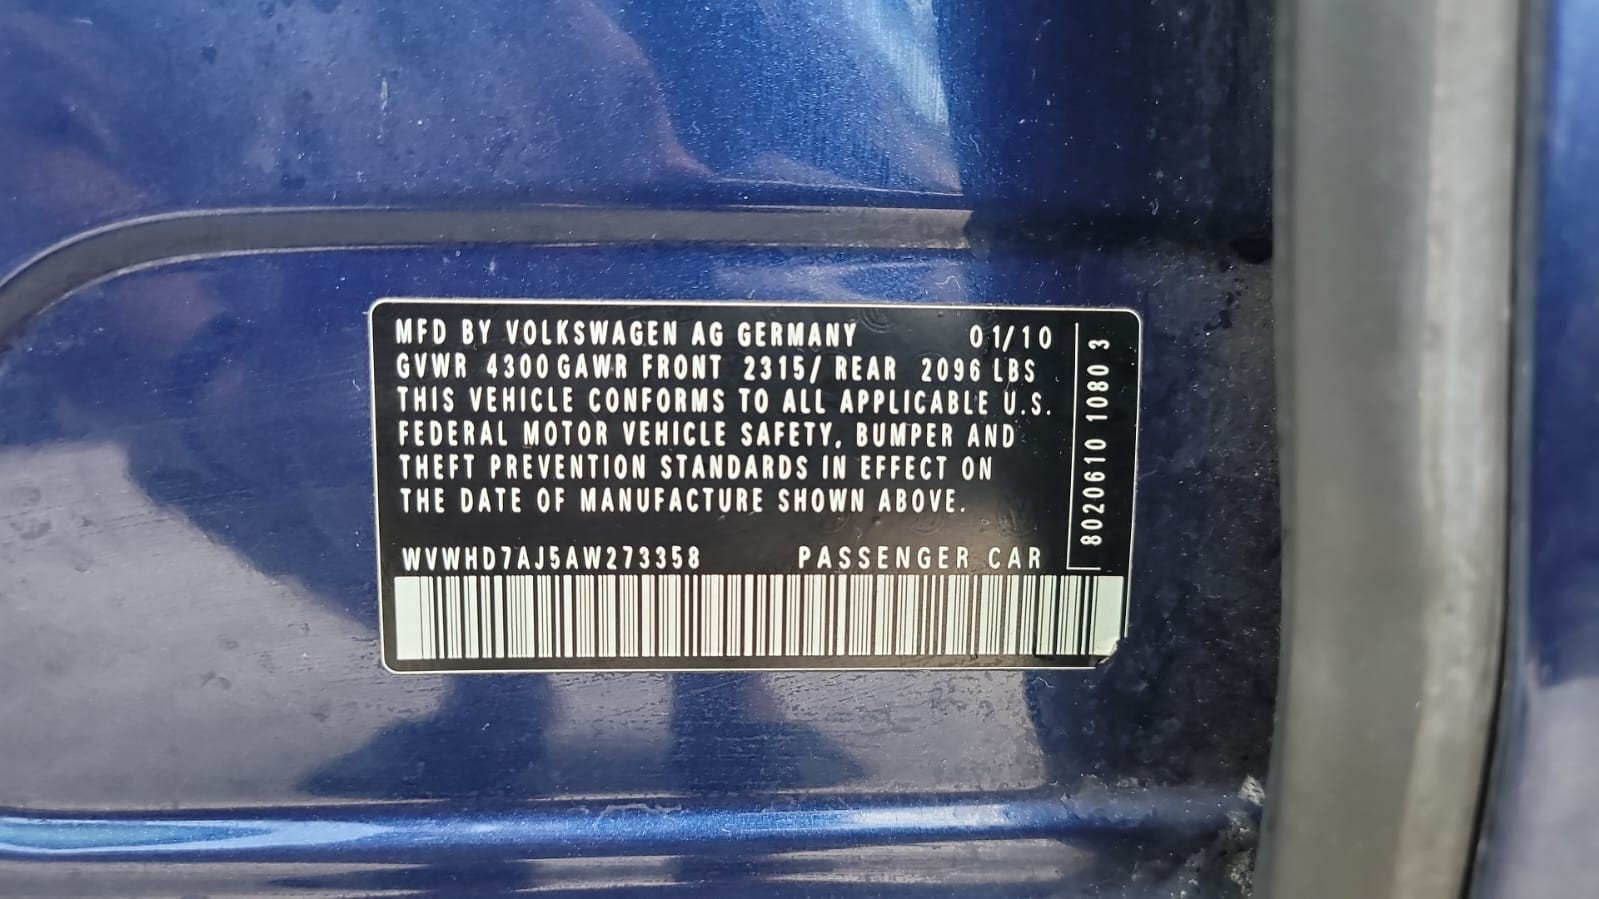 MFD BY VOLKSWAGEN AG GERMANY 01/10
GVWR 4300 GAWR FRONT 2315/ REAR 2096 LBS
THIS VEHICLE CONFORMS TO ALL APPLICABLE U.S.
FEDERAL MOTOR VEHICLE SAFETY, BUMPER AND
THEFT PREVENTION STANDARDS IN EFFECT ON
THE DATE OF MANUFACTURE SHOWN ABOVE.
WVWHD7AJ5AW273358 PASSENGER CAR
8020610 1080 3